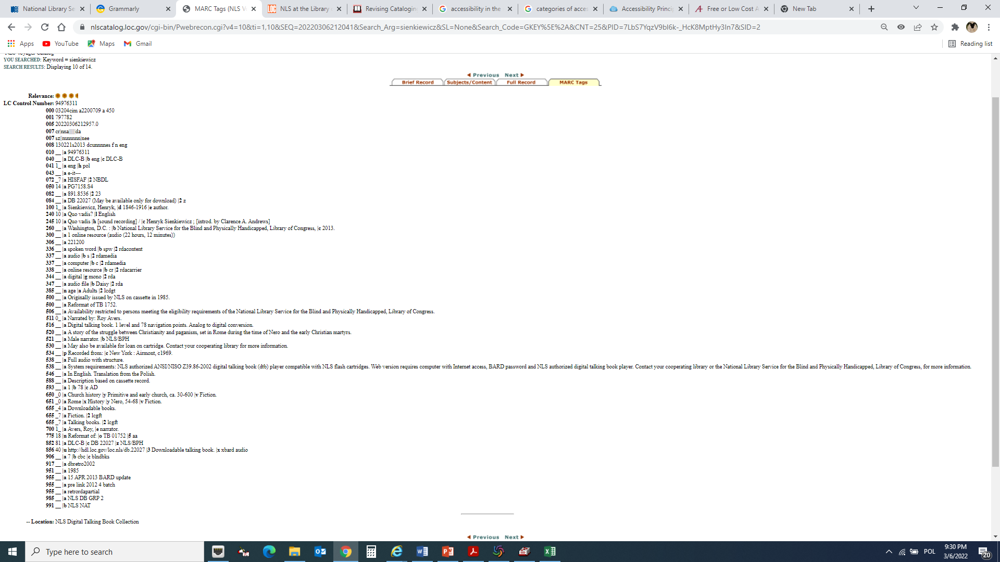 National Library Se
Grammarly
MARC Tags (NLS V
NLS at the Library
Revising Catalogin
accessibility in the
categories of acces
Accessibility Princi
Free or Low Cost A
New Tab
nlscatalog.loc.gov/cgi-bin/Pwebrecon.cgi?v4=10&ti=1,10&SEQ=20220306212041&Search_Arg=sienkiewicz&SL=None&Search_Code=GKEY%5E%2A&CNT=25&PID=7LbS7YqzV9bl6k-_HcK8MptHy3In7&SID=2
Apps YouTube Maps Gmail Reading list
NLS Voyager Catalog
YOU SEARCHED: Keyword = sienkiewicz
SEARCH RESULTS: Displaying 10 of 14.
Previous Next
Brief Record Subjects/Content Full Record MARC Tags
Relevance:
LC Control Number: 94976311
000 03204cim a2200709 a 450
001 797782
005 20220306212957.0
007 cr|nna||||||da
007 sz||mnnnnn|nee
008 130221s2013 dcunnnnes f n eng
010 __ |a 94976311
040 __ |a DLC-B |b eng |c DLC-B
041 1_ |a eng |h pol
043 __ |a e-it---
072 _7 |a HISFAF |2 NBDL
050 14 |a PG7158.S4
082 __ |a 891.8536 |2 23
084 __ |a DB 22027 (May be available only for download) |2 z
100 1_ |a Sienkiewicz, Henryk, |d 1846-1916 |e author.
240 10 |a Quo vadis? |l English
245 10 |a Quo vadis |h [sound recording] / |c Henryk Sienkiewicz ; [introd. by Clarence A. Andrews]
260 __ |a Washington, D.C. : |b National Library Service for the Blind and Physically Handicapped, Library of Congress, |c 2013.
300 __ |a 1 online resource (audio (22 hours, 12 minutes))
306 __ |a 221200
336 __ |a spoken word |b spw |2 rdacontent
337 __ |a audio |b s |2 rdamedia
337 __ |a computer |b c |2 rdamedia
338 __ |a online resource |b cr |2 rdacarrier
344 __ |a digital |g mono |2 rda
347 __ |a audio file |b Daisy |2 rda
385 __ |n age |a Adults |2 lcdgt
500 __ |a Originally issued by NLS on cassette in 1985.
500 __ |a Reformat of TB 1752.
506 __ |a Availability restricted to persons meeting the eligibility requirements of the National Library Service for the Blind and Physically Handicapped, Library of Congress.
511 0_ |a Narrated by: Roy Avers.
516 __ |a Digital talking book. 1 level and 78 navigation points. Analog to digital conversion.
520 __ |a A story of the struggle between Christianity and paganism, set in Rome during the time of Nero and the early Christian martyrs.
521 __ |a Male narrator. |b NLS/BPH
530 __ |a May also be available for loan on cartridge. Contact your cooperating library for more information.
534 __ |p Recorded from: |c New York : Airmont, c1969.
538 __ |a Full audio with structure.
538 __ |a System requirements: NLS authorized ANSI/NISO Z39.86-2002 digital talking book (dtb) player compatible with NLS flash cartridges. Web version requires computer with Internet access, BARD password and NLS authorized digital talking book player. Contact your cooperating library or the National Library Service for the Blind and Physically Handicapped, Library of Congress, for more information.
546 __ |a In English. Translation from the Polish.
588 __ |a Description based on cassette record.
593 __ |a 1 |b 78 |c AD
650 _0 |a Church history |y Primitive and early church, ca. 30-600 |v Fiction.
651 _0 |a Rome |x History |y Nero, 54-68 |v Fiction.
655 _4 |a Downloadable books.
655 _7 |a Fiction. |2 lcgft
655 _7 |a Talking books. |2 lcgft
700 1_ |a Avers, Roy, |e narrator.
775 18 |n Reformat of: |o TB 01752 |5 aa
852 81 |a DLC-B |c DB 22027 |z NLS/BPH
856 40 |u http://hdl.loc.gov/loc.nls/db.22027 |3 Downloadable talking book. |x xbard audio
906 __ |a 7 |b cbc |c blndbks
917 __ |a dbretro2002
951 __ |a 1985
955 __ |a 15 APR 2013 BARD update
955 __ |a pre link 2012 4 batch
955 __ |a retrordapartial
985 __ |a NLS DB GRP 2
991 __ |b NLS NAT
-- Location: NLS Digital Talking Book Collection
Previous Next
Type here to search
POL
9:30 PM
3/6/2022
20